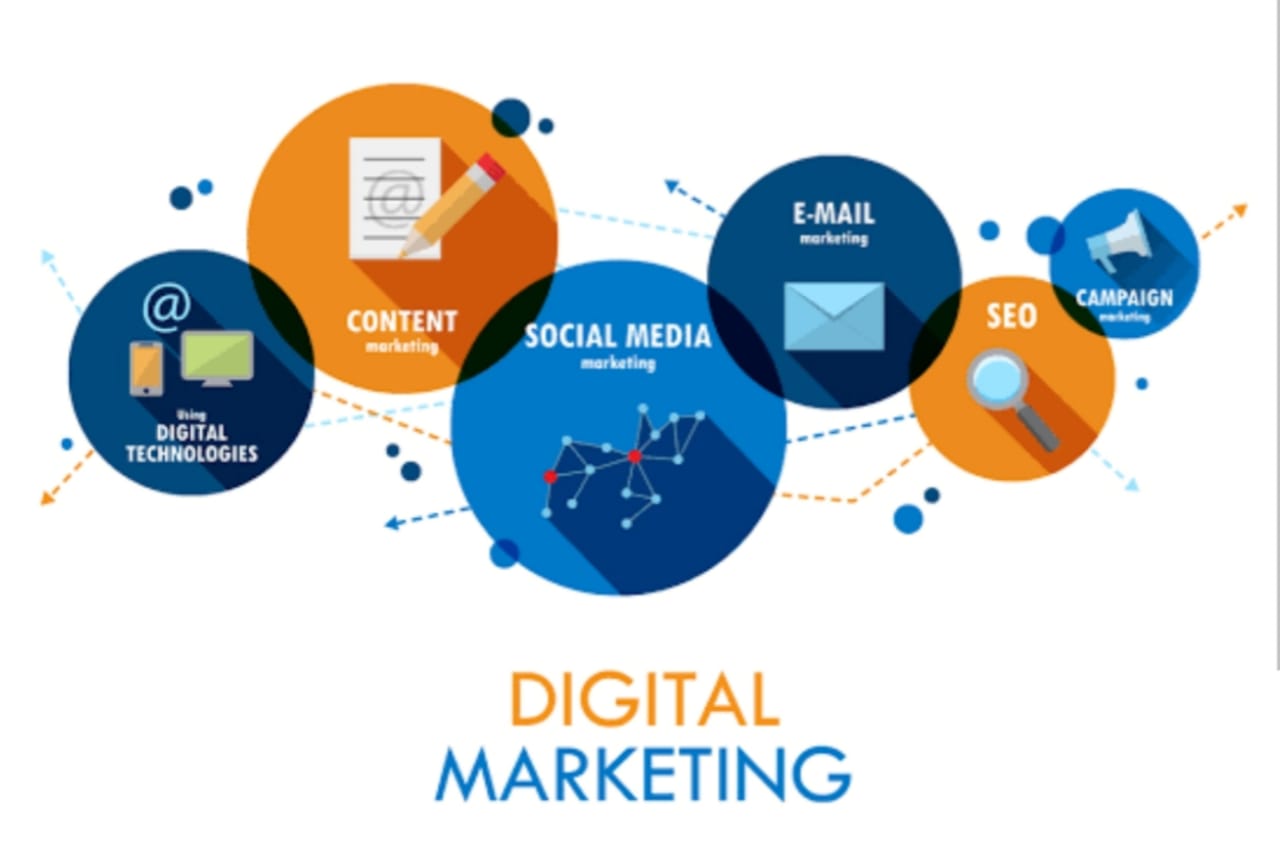 @
Using
DIGITAL
TECHNOLOGIES
@
CONTENT
marketing
SOCIAL MEDIA
marketing
E-MAIL
marketing
SEO
CAMPAIGN
marketing
DIGITAL
MARKETING